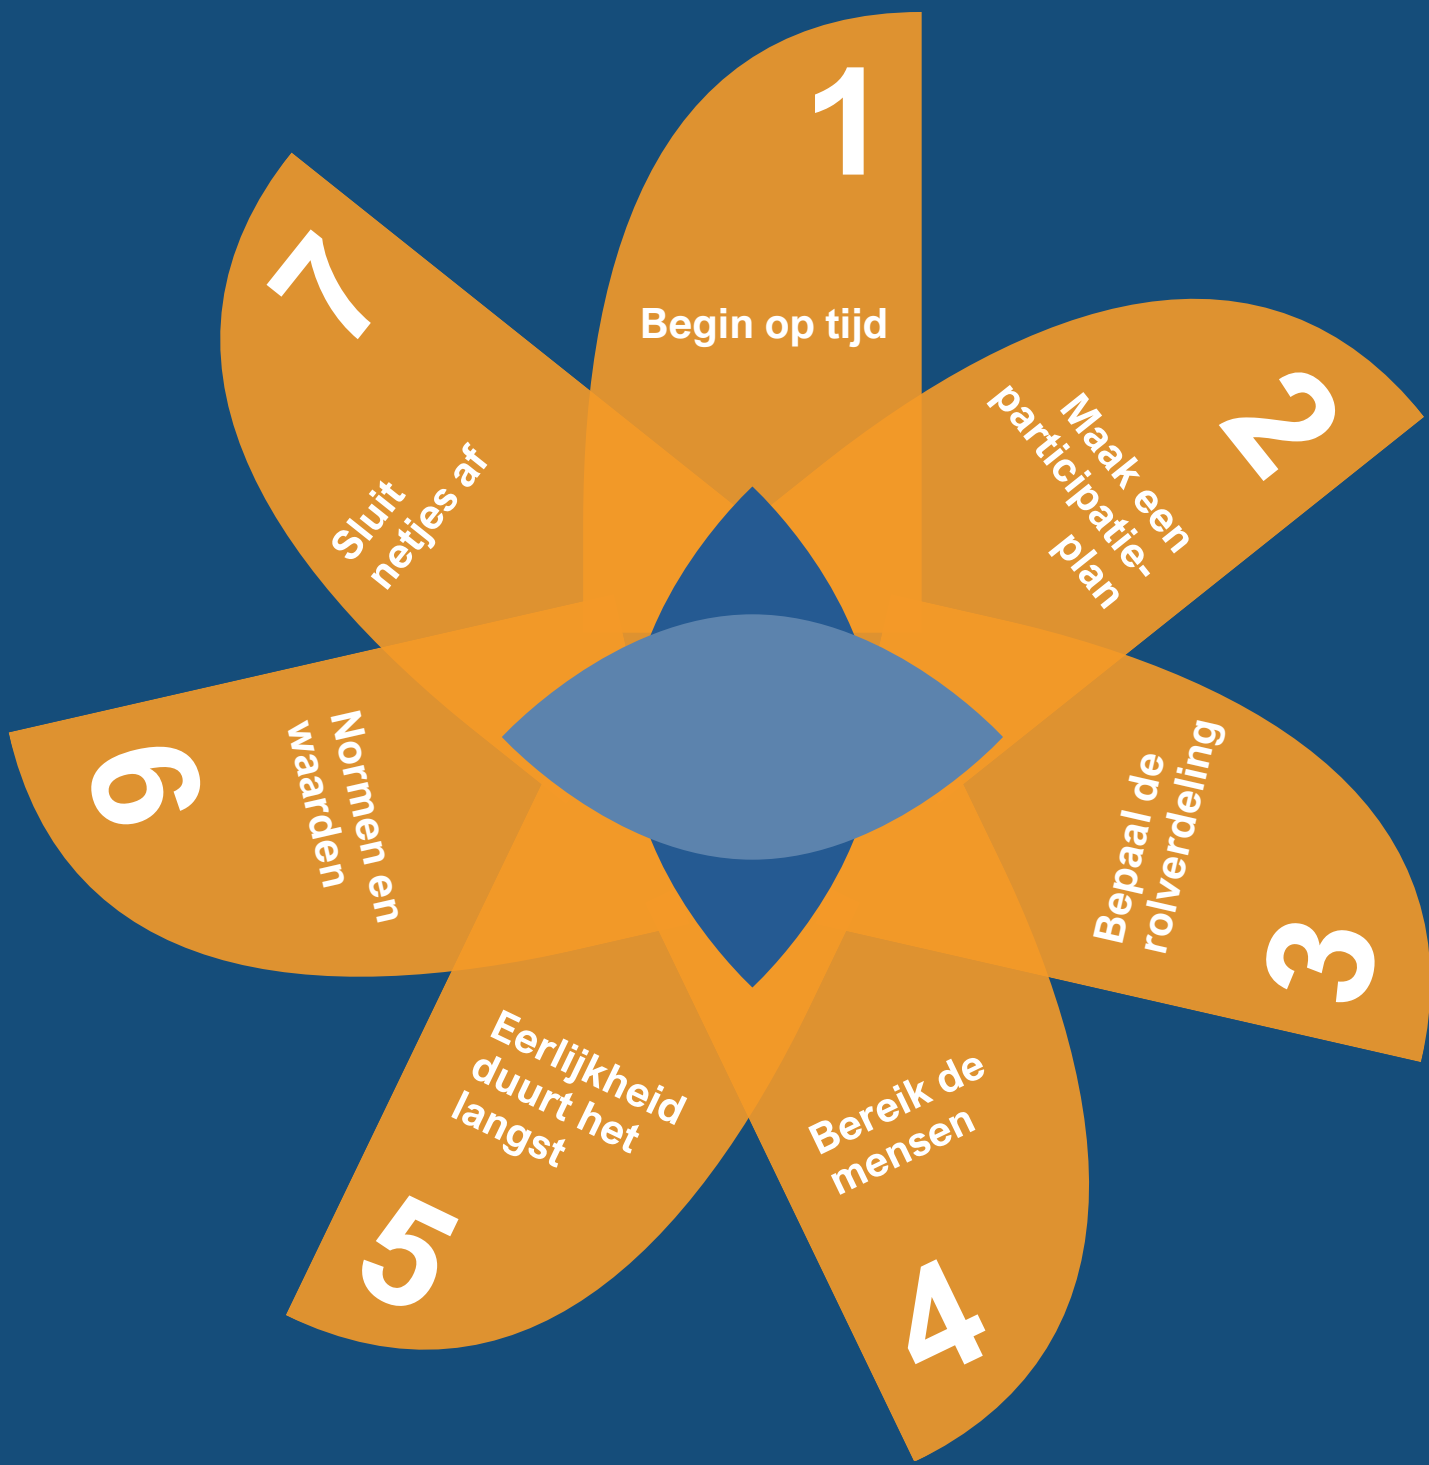 1
Begin op tijd
2
Maak een
participatie-
plan
3
Bepaal de
rolverdeling
4
Bereik de
mensen
5
Eerlijkheid
duurt het
langst
6
Normen en
waarden
7
Sluit
netjes af